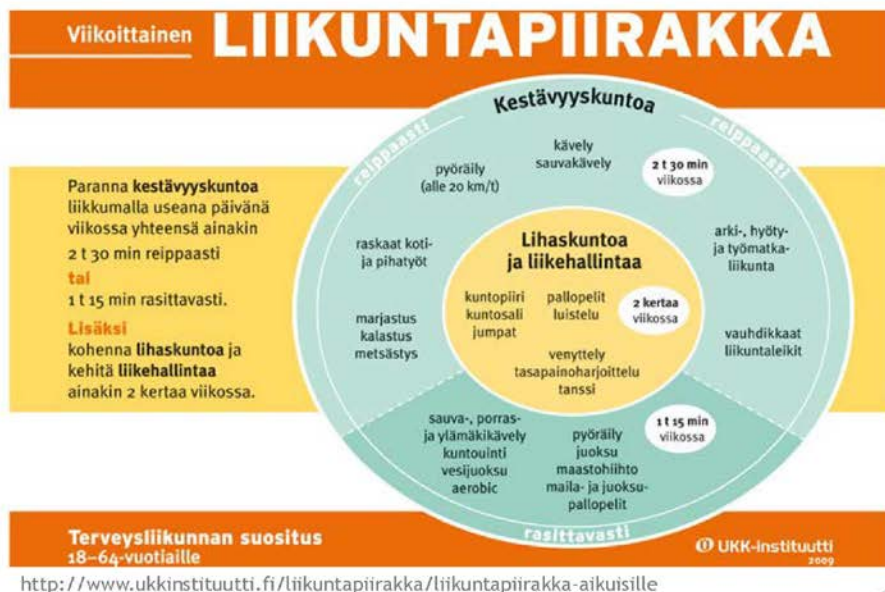 Viikoittainen LIIKUNTAPIIRAKKA
Paranna kestävyyskuntoa
liikkumalla useana päivänä
viikossa yhteensä ainakin
2 t 30 min reippaasti
tai
1 t 15 min rasittavasti.
Lisäksi
kohenna lihaskuntoa ja
kehitä liikehallintaa
ainakin 2 kertaa viikossa.
Kestävyyskuntoa
reippaasti
reippaasti
kävely
sauvakävely
2 t 30 min
viikossa
pyöräily
(alle 20 km/t)
raskaat koti-
ja pihatyöt
arki-, hyöty-
ja työmatka-
liikunta
marjastus
kalastus
metsästys
vauhdikkaat
liikuntaleikit
Lihaskuntoa
ja liikehallintaa
kuntopiiri
kuntosali
jumpat
pallopelit
luistelu
2 kertaa
viikossa
venyttely
tasapainoharjoittelu
tanssi
sauva-, porras-
ja ylämäkikävely
kuntouinti
vesijuoksu
aerobic
pyöräily
juoksu
maastohiihto
maila- ja juoksu-
pallopelit
1 t 15 min
viikossa
rasittavasti
Terveysliikunnan suositus
18–64-vuotiaille
UKK-instituutti
2009
http://www.ukkinstituutti.fi/liikuntapiirakka/liikuntapiirakka-aikuisille